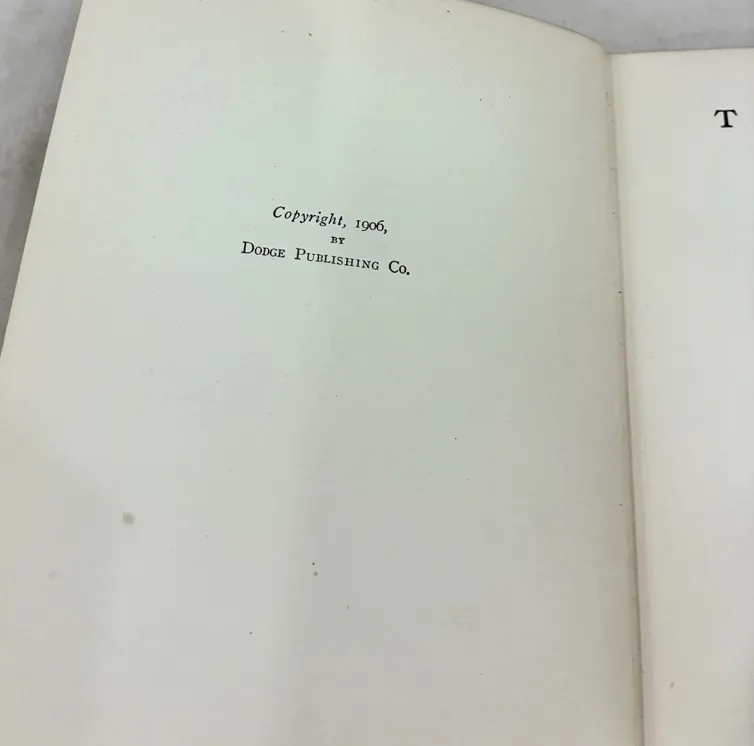 Copyright, 1906,
BY
DODGE PUBLISHING CO.
T